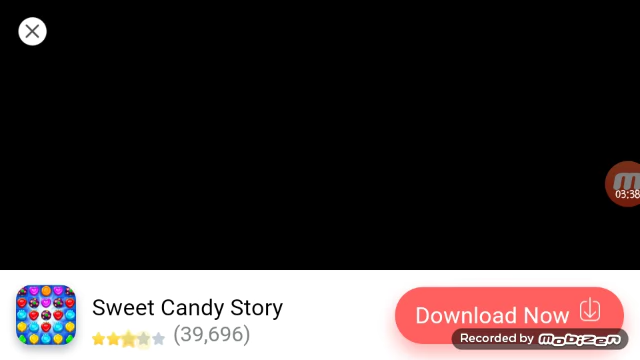 03:38
Sweet Candy Story
(39,696)
Download Now
Recorded by mobizen